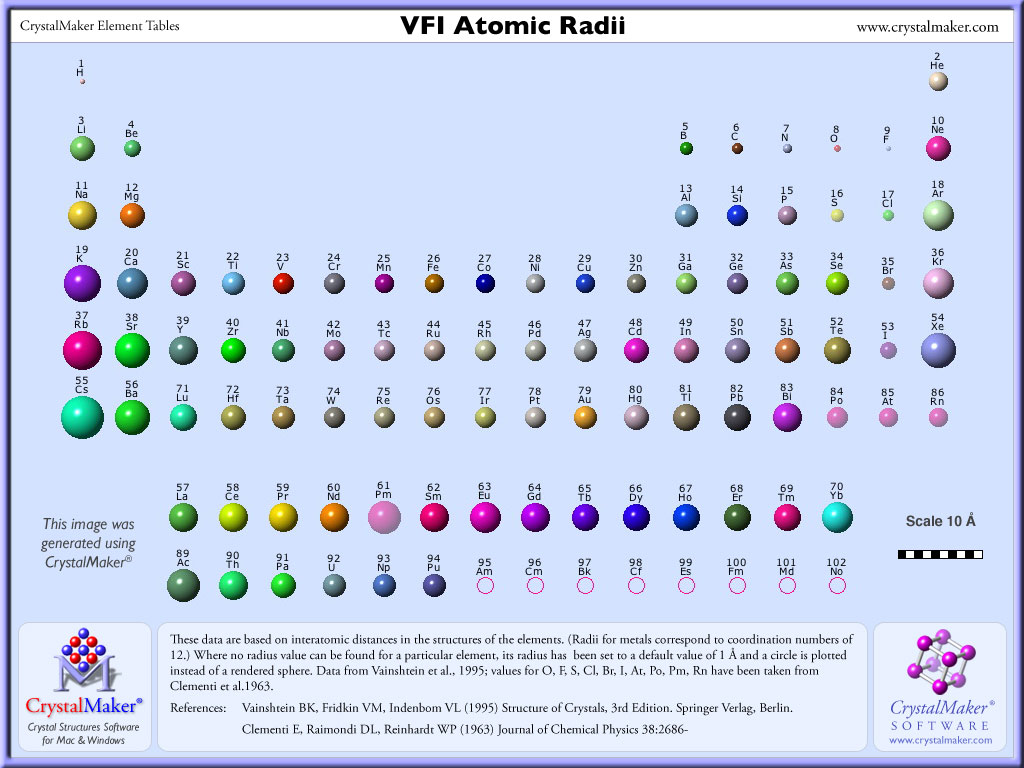 CrystalMaker Element Tables
VFI Atomic Radii
www.crystalmaker.com
1
H
2
He
3
Li
4
Be
5
B
6
C
7
N
8
O
9
F
10
Ne
11
Na
12
Mg
13
Al
14
Si
15
P
16
S
17
Cl
18
Ar
19
K
20
Ca
21
Sc
22
Ti
23
V
24
Cr
25
Mn
26
Fe
27
Co
28
Ni
29
Cu
30
Zn
31
Ga
32
Ge
33
As
34
Se
35
Br
36
Kr
37
Rb
38
Sr
39
Y
40
Zr
41
Nb
42
Mo
43
Tc
44
Ru
45
Rh
46
Pd
47
Ag
48
Cd
49
In
50
Sn
51
Sb
52
Te
53
I
54
Xe
55
Cs
56
Ba
71
Lu
72
Hf
73
Ta
74
W
75
Re
76
Os
77
Ir
78
Pt
79
Au
80
Hg
81
Tl
82
Pb
83
Bi
84
Po
85
At
86
Rn
57
La
58
Ce
59
Pr
60
Nd
61
Pm
62
Sm
63
Eu
64
Gd
65
Tb
66
Dy
67
Ho
68
Er
69
Tm
70
Yb
89
Ac
90
Th
91
Pa
92
U
93
Np
94
Pu
95
Am
96
Cm
97
Bk
98
Cf
99
Es
100
Fm
101
Md
102
No
This image was
generated using
CrystalMaker®
Scale 10 Å
M
CrystalMaker®
Crystal Structures Software
for Mac & Windows
These data are based on interatomic distances in the structures of the elements. (Radii for metals correspond to coordination numbers of
12.) Where no radius value can be found for a particular element, its radius has been set to a default value of 1 Å and a circle is plotted
instead of a rendered sphere. Data from Vainshtein et al., 1995; values for O, F, S, Cl, Br, I, At, Po, Pm, Rn have been taken from
Clementi et al.1963.
References: Vainshtein BK, Fridkin VM, Indenbom VL (1995) Structure of Crystals, 3rd Edition. Springer Verlag, Berlin.
Clementi E, Raimondi DL, Reinhardt WP (1963) Journal of Chemical Physics 38:2686-
CrystalMaker®
SOFTWARE
www.crystalmaker.com